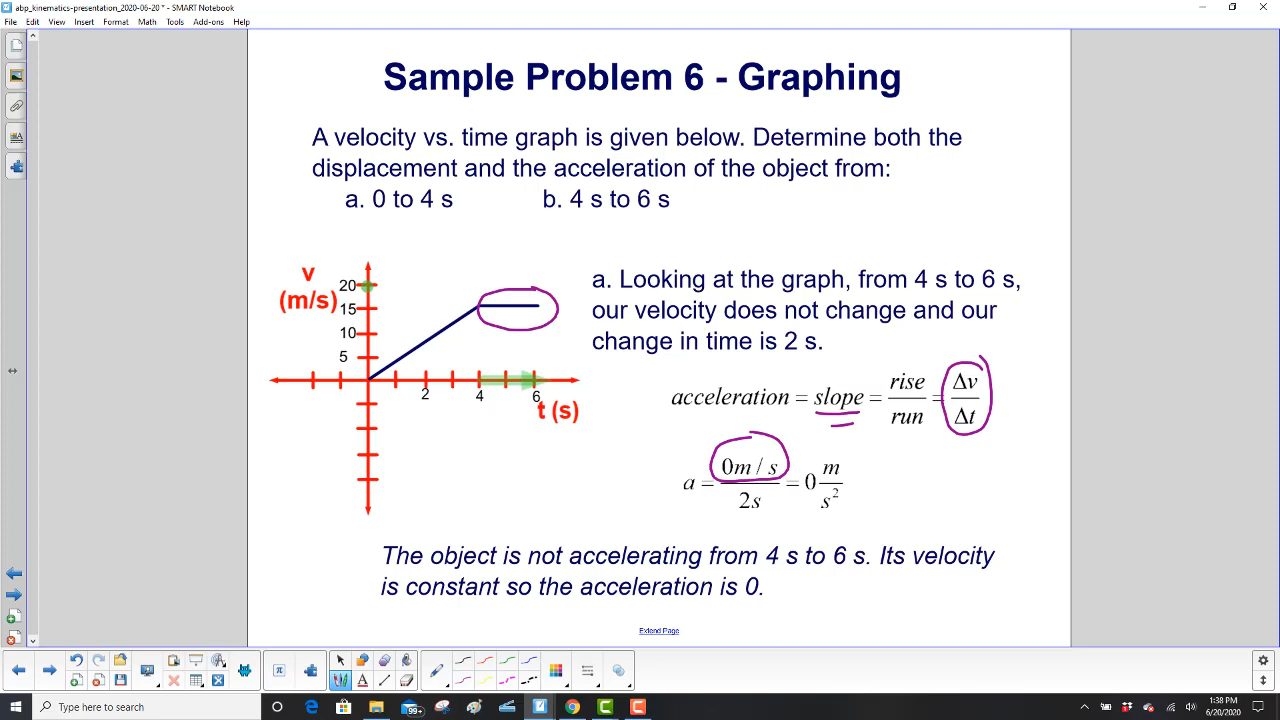 abp_kinematics-presentation_2020-06-20 * - SMART Notebook
File Edit View Insert Format Math Tools Add-ons Help
Sample Problem 6 - Graphing
A velocity vs. time graph is given below. Determine both the
displacement and the acceleration of the object from:
a. 0 to 4 s b. 4 s to 6 s
v
(m/s)
20
15
10
5
2 4 6
t (s)
a. Looking at the graph, from 4 s to 6 s,
our velocity does not change and our
change in time is 2 s.
acceleration = slope = rise/run = Δv/Δt
a = 0m / s / 2s = 0 m/s²
The object is not accelerating from 4 s to 6 s. Its velocity
is constant so the acceleration is 0.
Extend Page
Type here to search
99+
1:38 PM
6/20/2020